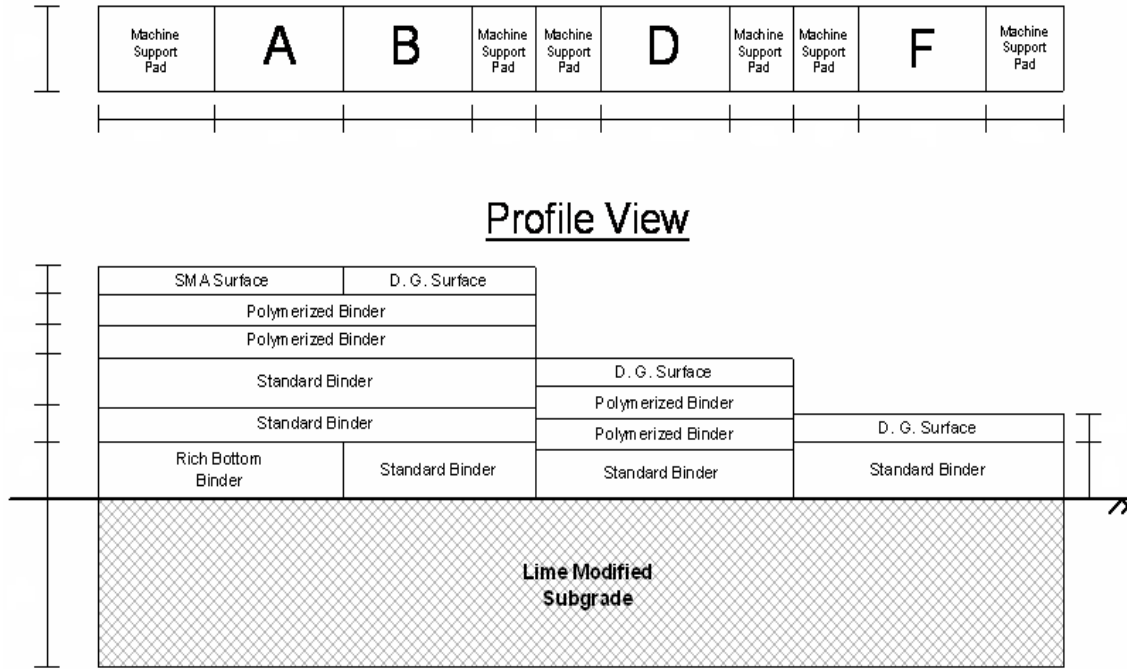 Machine Support Pad
A
B
Machine Support Pad
Machine Support Pad
D
Machine Support Pad
Machine Support Pad
F
Machine Support Pad
Profile View
SMA Surface
D. G. Surface
Polymerized Binder
Polymerized Binder
Standard Binder
D. G. Surface
Polymerized Binder
Standard Binder
D. G. Surface
Polymerized Binder
Rich Bottom
Binder
Standard Binder
Standard Binder
Standard Binder
Lime Modified
Subgrade